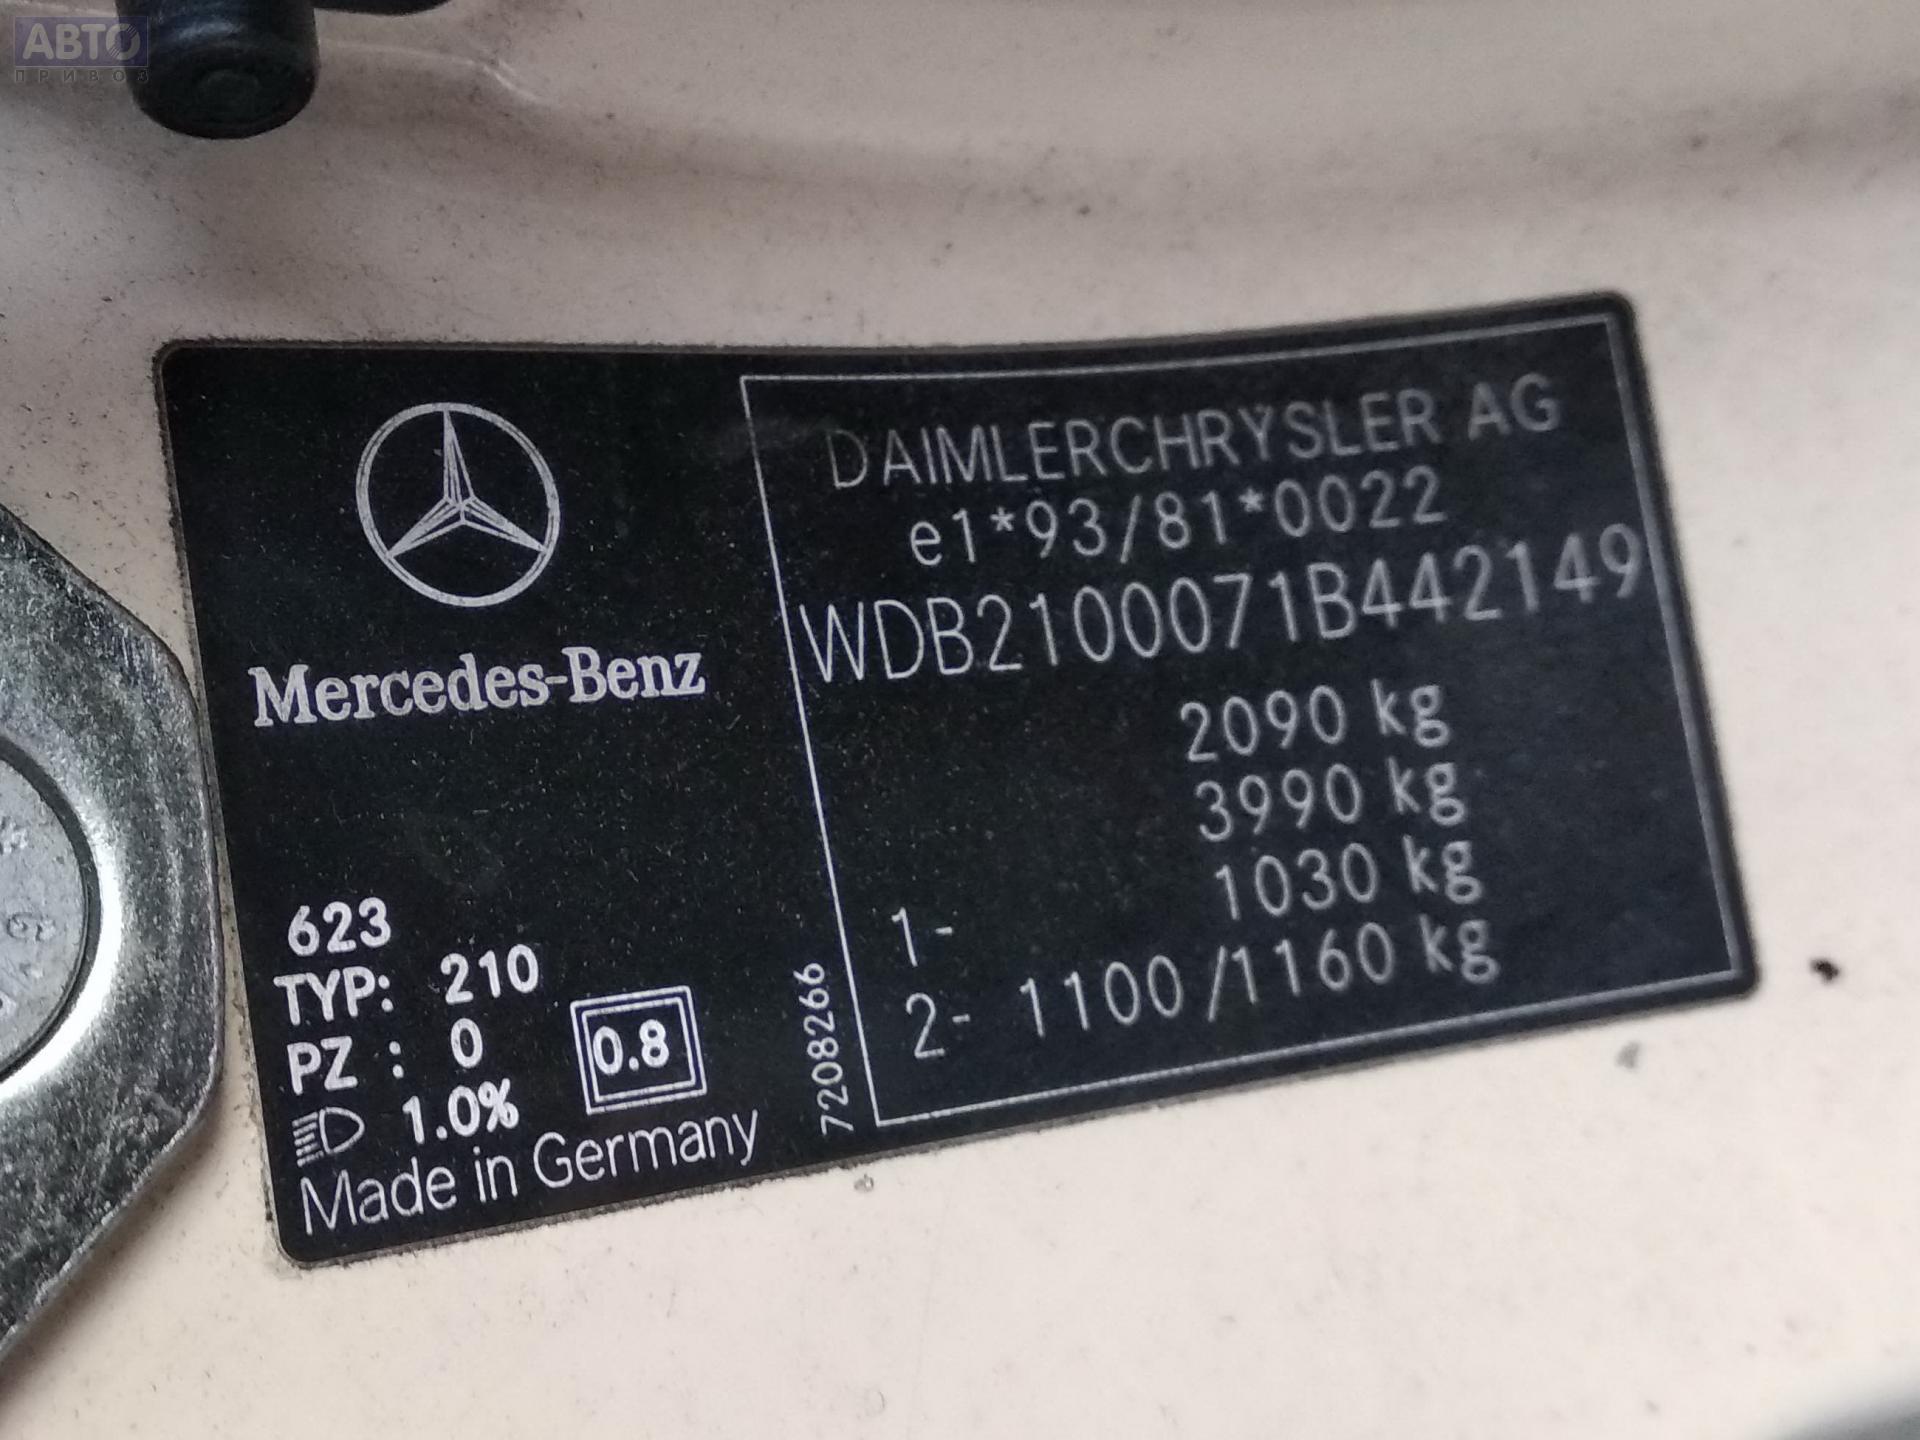 АВТО
ПРИВОЗ
Mercedes-Benz
623
TYP: 210
PZ : 0
1.0%
0.8
Made in Germany
7208266
DAIMLERCHRYSLER AG
e1*93/81*0022
WDB2100071B442149
2090 kg
3990 kg
1- 1030 kg
2- 1100/1160 kg